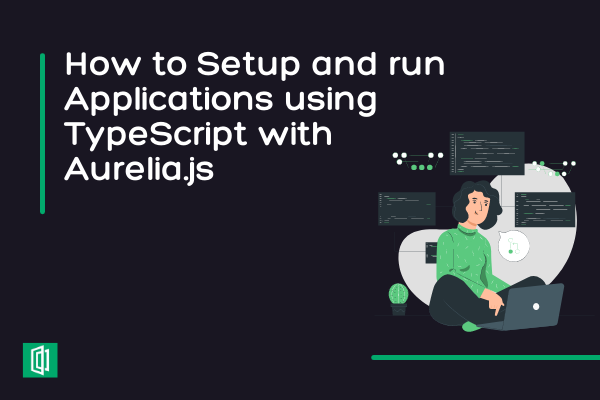 How to Setup and run
Applications using
TypeScript with
Aurelia.js